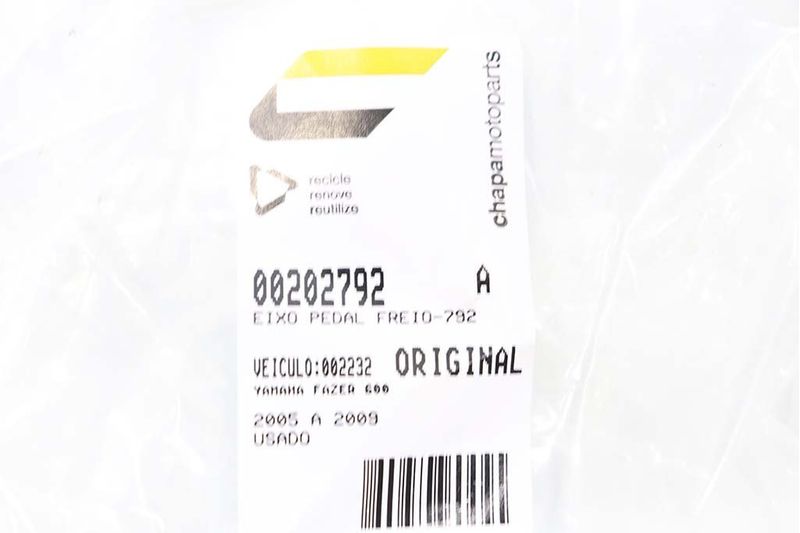 chapamotoparts
recicle
renove
reutilize
00202792 A
EIXO PEDAL FREIO-792
VEICULO:002232 ORIGINAL
YAMAHA FAZER 600
2005 A 2009
USADO